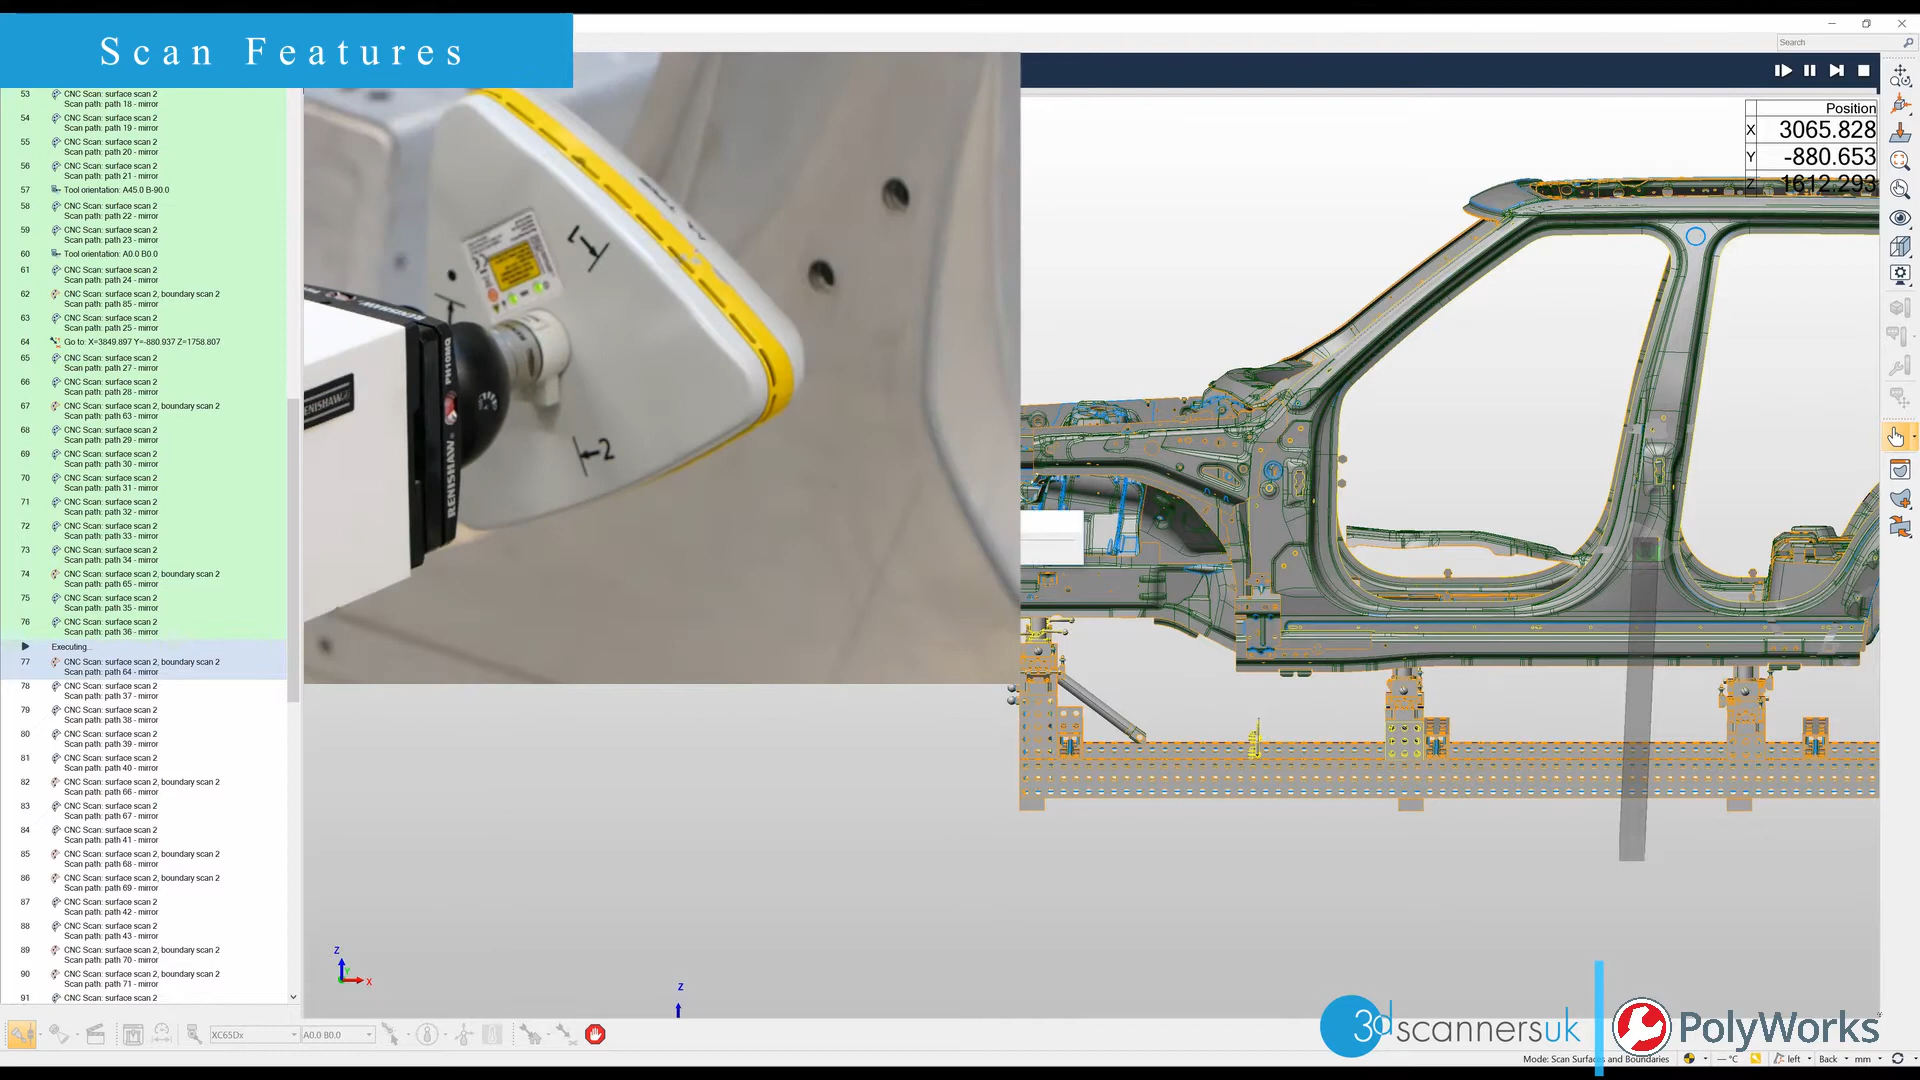 Scan Features
Search
53 CNC Scan: surface scan 2
Scan path: path 18 - mirror
54 CNC Scan: surface scan 2
Scan path: path 19 - mirror
55 CNC Scan: surface scan 2
Scan path: path 20 - mirror
56 CNC Scan: surface scan 2
Scan path: path 21 - mirror
57 Tool orientation: A45.0 B-90.0
58 CNC Scan: surface scan 2
Scan path: path 22 - mirror
59 CNC Scan: surface scan 2
Scan path: path 23 - mirror
60 Tool orientation: A0.0 B0.0
61 CNC Scan: surface scan 2
Scan path: path 24 - mirror
62 CNC Scan: surface scan 2, boundary scan 2
Scan path: path 85 - mirror
63 CNC Scan: surface scan 2
Scan path: path 25 - mirror
64 Go to: X=3849.897 Y=-880.937 Z=1758.807
65 CNC Scan: surface scan 2
Scan path: path 27 - mirror
66 CNC Scan: surface scan 2
Scan path: path 28 - mirror
67 CNC Scan: surface scan 2, boundary scan 2
Scan path: path 63 - mirror
68 CNC Scan: surface scan 2
Scan path: path 29 - mirror
69 CNC Scan: surface scan 2
Scan path: path 30 - mirror
70 CNC Scan: surface scan 2
Scan path: path 31 - mirror
71 CNC Scan: surface scan 2
Scan path: path 32 - mirror
72 CNC Scan: surface scan 2
Scan path: path 33 - mirror
73 CNC Scan: surface scan 2
Scan path: path 34 - mirror
74 CNC Scan: surface scan 2, boundary scan 2
Scan path: path 65 - mirror
75 CNC Scan: surface scan 2
Scan path: path 35 - mirror
76 CNC Scan: surface scan 2
Scan path: path 36 - mirror
Executing...
77 CNC Scan: surface scan 2, boundary scan 2
Scan path: path 64 - mirror
78 CNC Scan: surface scan 2
Scan path: path 37 - mirror
79 CNC Scan: surface scan 2
Scan path: path 38 - mirror
80 CNC Scan: surface scan 2
Scan path: path 39 - mirror
81 CNC Scan: surface scan 2
Scan path: path 40 - mirror
82 CNC Scan: surface scan 2, boundary scan 2
Scan path: path 66 - mirror
83 CNC Scan: surface scan 2
Scan path: path 67 - mirror
84 CNC Scan: surface scan 2
Scan path: path 41 - mirror
85 CNC Scan: surface scan 2, boundary scan 2
Scan path: path 68 - mirror
86 CNC Scan: surface scan 2, boundary scan 2
Scan path: path 69 - mirror
87 CNC Scan: surface scan 2
Scan path: path 42 - mirror
88 CNC Scan: surface scan 2
Scan path: path 43 - mirror
89 CNC Scan: surface scan 2, boundary scan 2
Scan path: path 70 - mirror
90 CNC Scan: surface scan 2, boundary scan 2
Scan path: path 71 - mirror
91 CNC Scan: surface scan 2
1
2
RENISHAW
PH10MQ
RENISHAW
Position
X 3065.828
Y -880.653
Z 1612.293
Z
Y
X
Z
XC65Dx
A0.0 B0.0
3dscannersuk
PolyWorks
Mode: Scan Surfaces and Boundaries
— °C
left
Back
mm